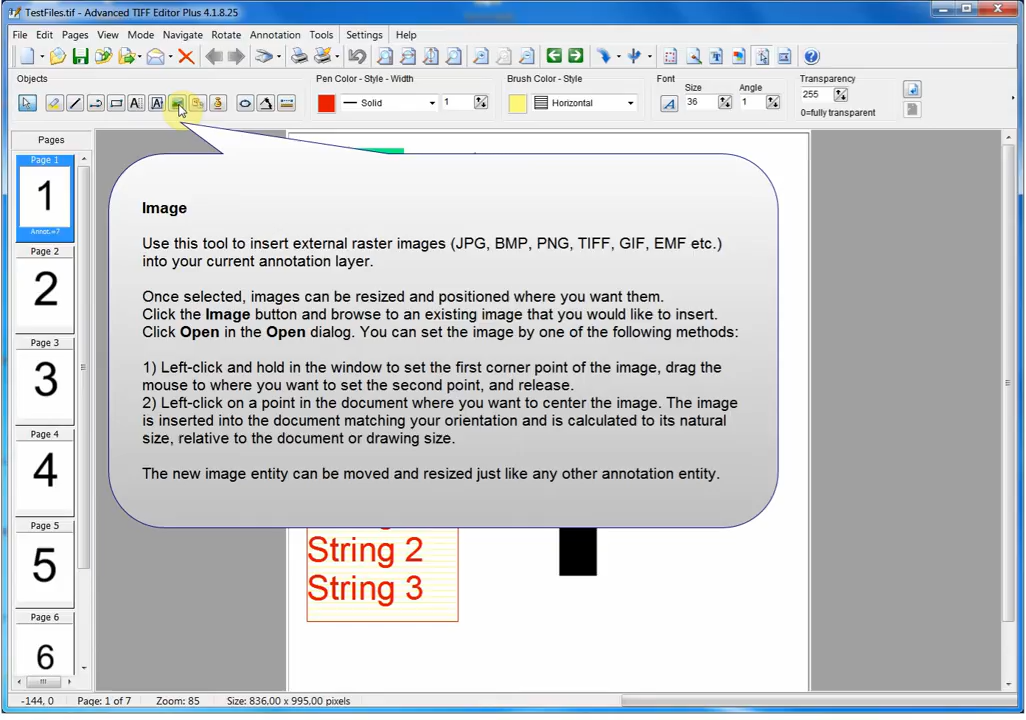 TestFiles.tif - Advanced TIFF Editor Plus 4.1.8.25
File Edit Pages View Mode Navigate Rotate Annotation Tools Settings Help
Objects
Pen Color - Style - Width
Solid
1
Brush Color - Style
Horizontal
Font
Size
36
Angle
1
Transparency
255
0=fully transparent
Pages
Page 1
1
Annot.=7
Page 2
2
Page 3
3
Page 4
4
Page 5
5
Page 6
6
Image
Use this tool to insert external raster images (JPG, BMP, PNG, TIFF, GIF, EMF etc.)
into your current annotation layer.
Once selected, images can be resized and positioned where you want them.
Click the Image button and browse to an existing image that you would like to insert.
Click Open in the Open dialog. You can set the image by one of the following methods:
1) Left-click and hold in the window to set the first corner point of the image, drag the
mouse to where you want to set the second point, and release.
2) Left-click on a point in the document where you want to center the image. The image
is inserted into the document matching your orientation and is calculated to its natural
size, relative to the document or drawing size.
The new image entity can be moved and resized just like any other annotation entity.
String 2
String 3
-144, 0
Page: 1 of 7
Zoom: 85
Size: 836.00 x 995.00 pixels